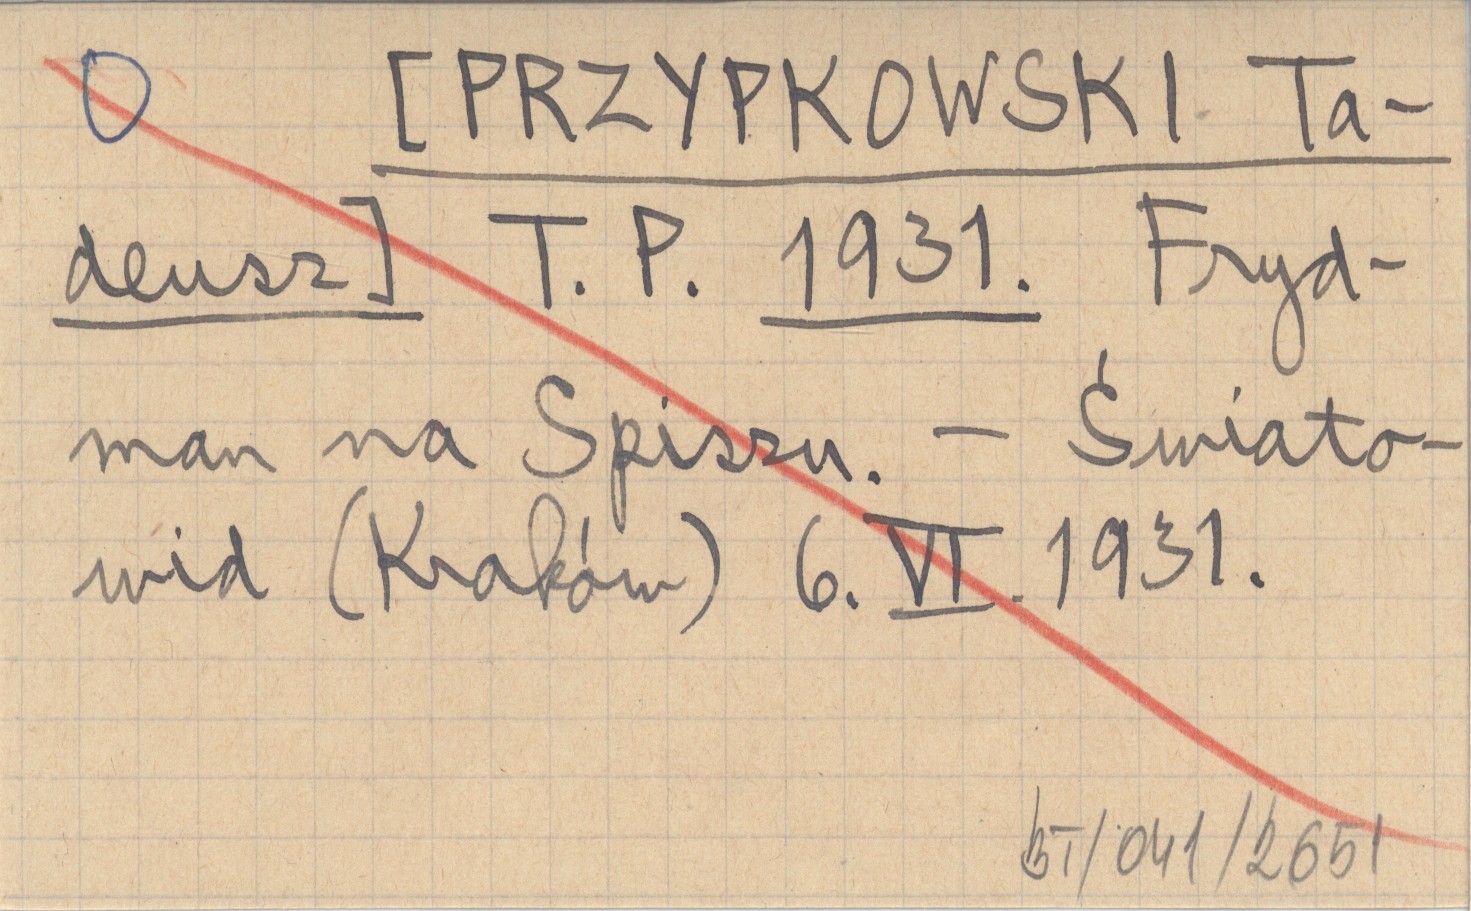 O [PRZYPKOWSKI Ta-
deusz] T. P. 1931. Fryd-
man na Spiszu. – Świato-
wid (Kraków) 6. VI. 1931.
BT/041/2651